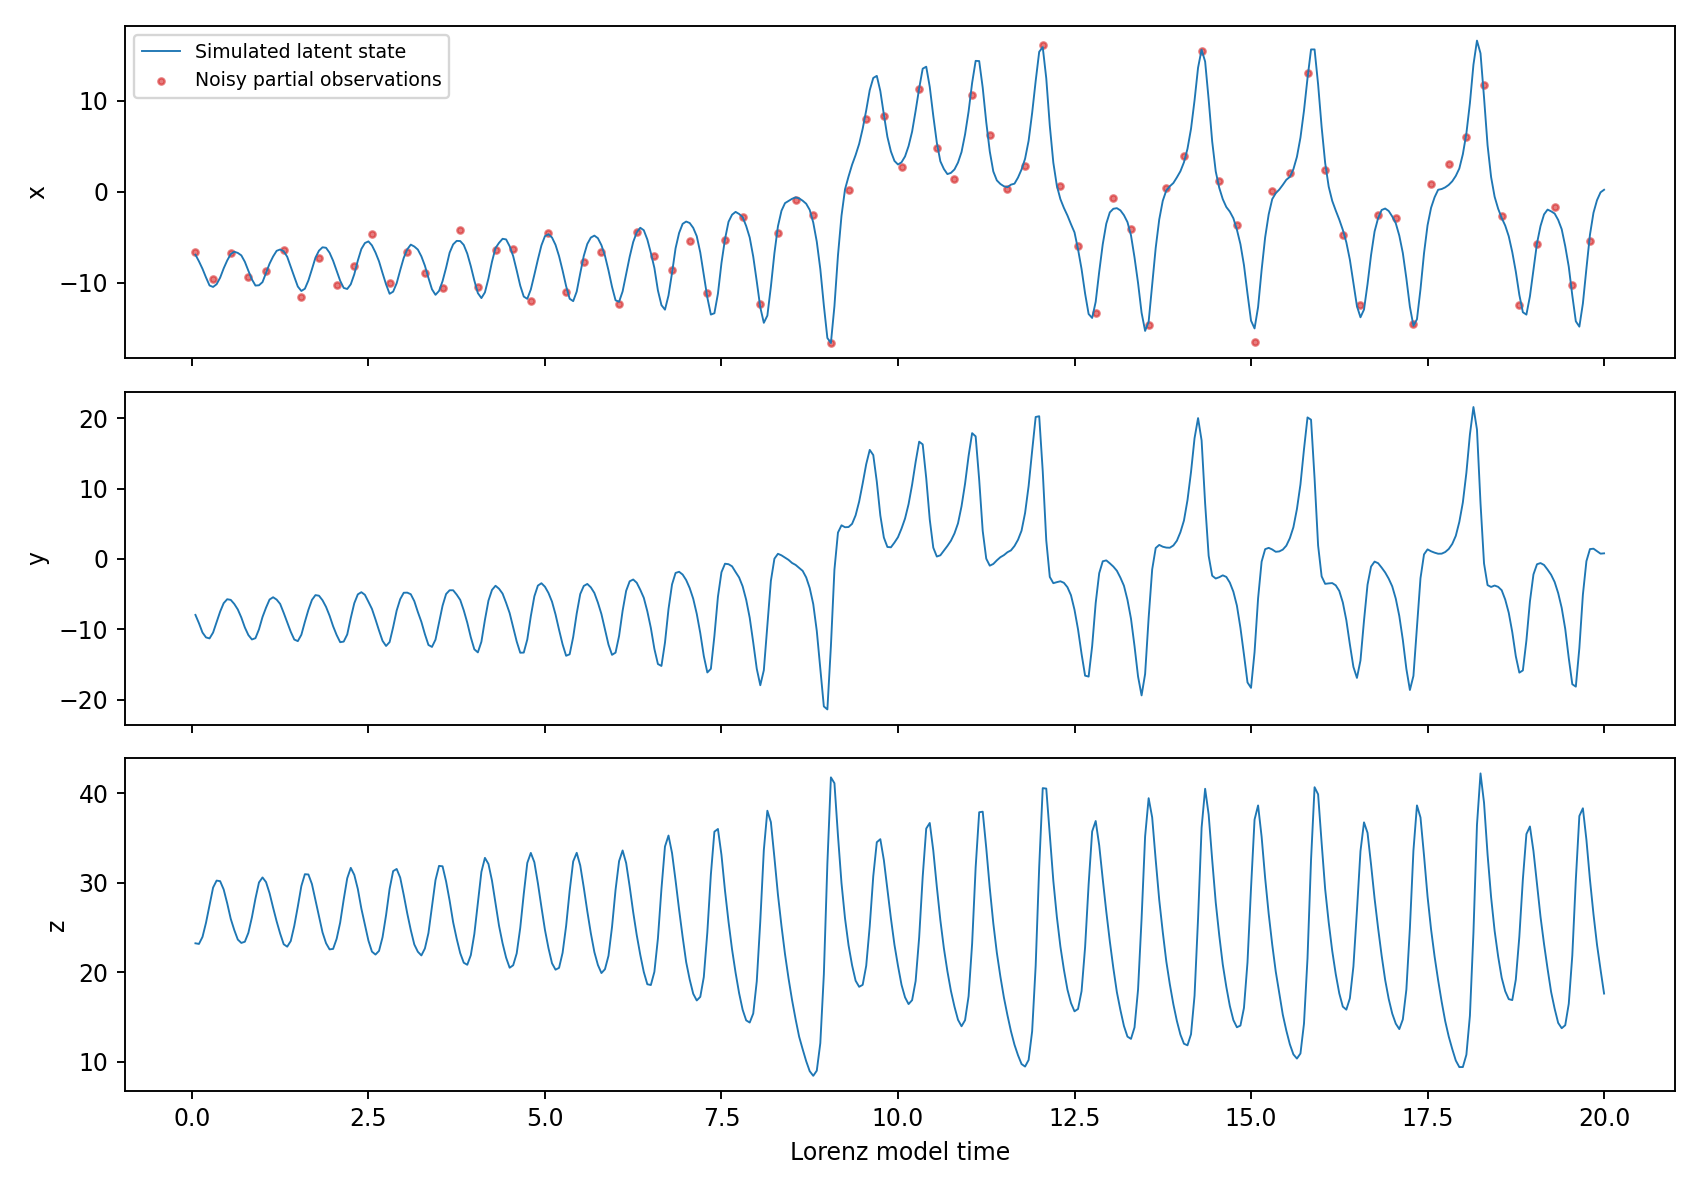 Simulated latent state
Noisy partial observations
10
0
−10
x
20
10
0
−10
−20
y
40
30
20
10
z
0.0 2.5 5.0 7.5 10.0 12.5 15.0 17.5 20.0
Lorenz model time